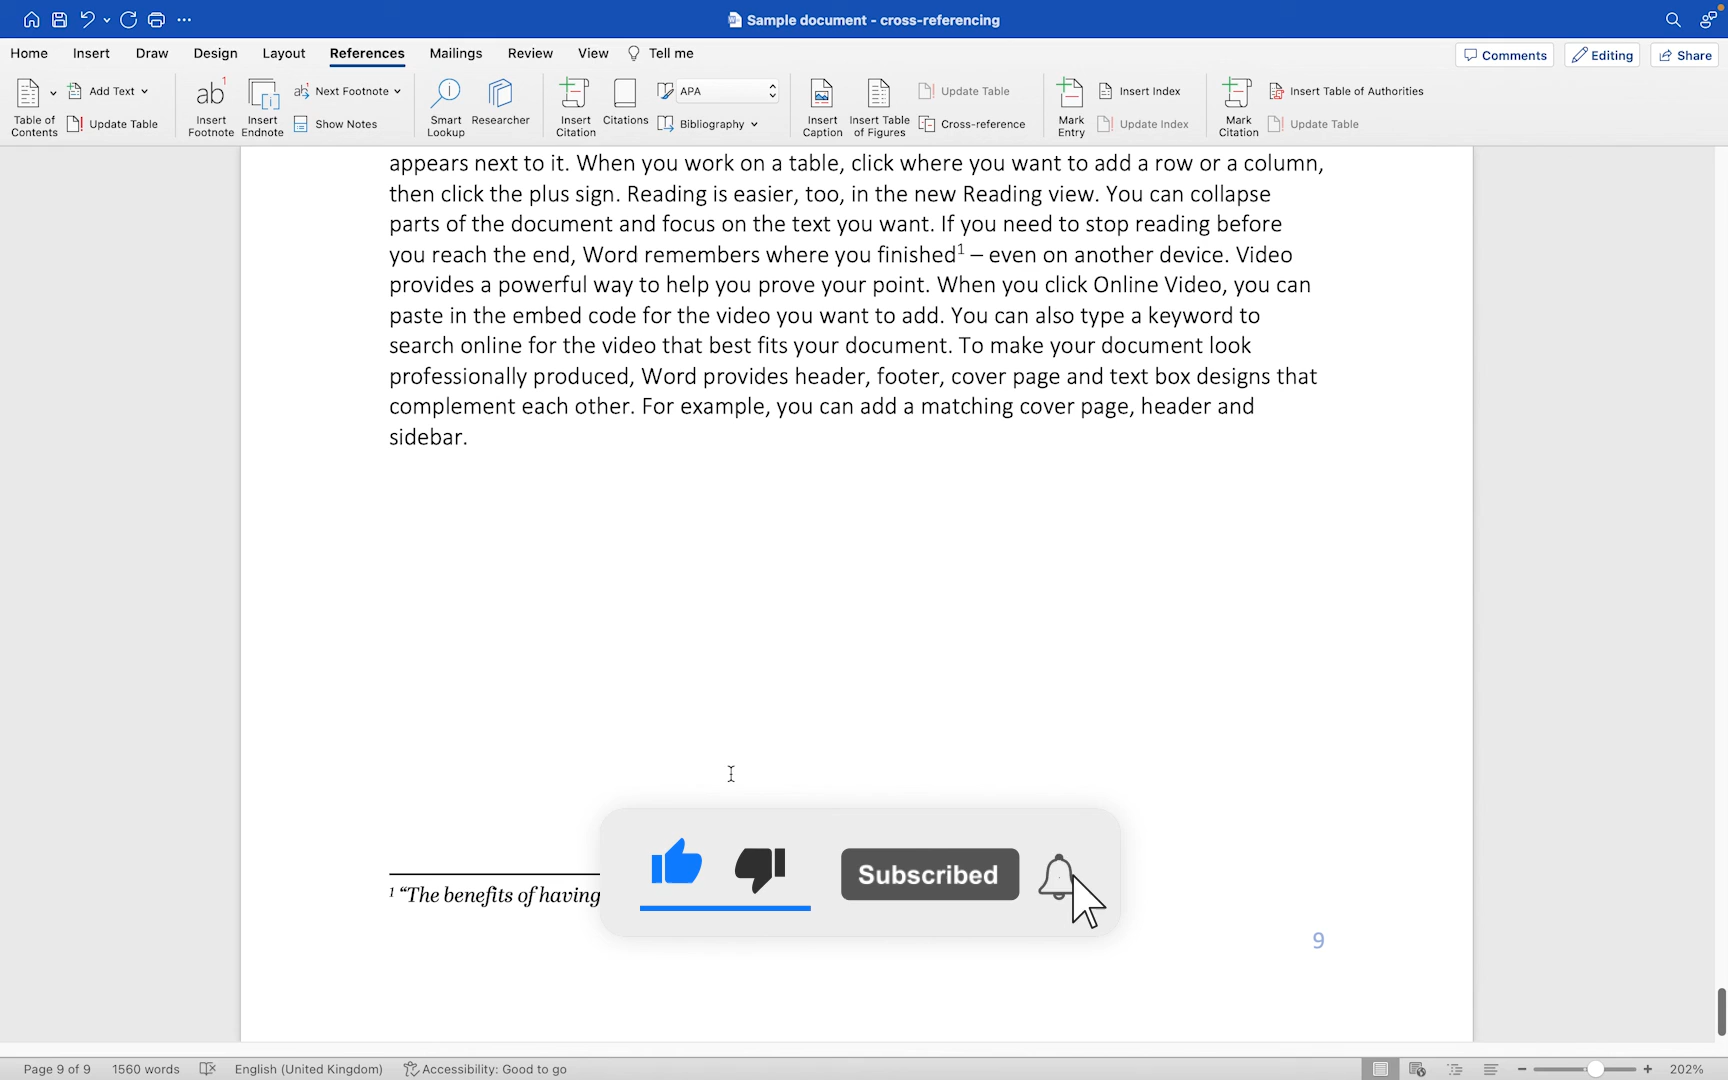 Sample document - cross-referencing
Home Insert Draw Design Layout References Mailings Review View Tell me
Comments Editing Share
Table of Contents
Add Text
Update Table
ab 1
Insert Footnote
Insert Endnote
ab Next Footnote
Show Notes
Smart Lookup
Researcher
Insert Citation
Citations
APA
Bibliography
Insert Caption
Insert Table of Figures
Update Table
Cross-reference
Mark Entry
Insert Index
Update Index
Mark Citation
Insert Table of Authorities
Update Table
appears next to it. When you work on a table, click where you want to add a row or a column,
then click the plus sign. Reading is easier, too, in the new Reading view. You can collapse
parts of the document and focus on the text you want. If you need to stop reading before
you reach the end, Word remembers where you finished¹ – even on another device. Video
provides a powerful way to help you prove your point. When you click Online Video, you can
paste in the embed code for the video you want to add. You can also type a keyword to
search online for the video that best fits your document. To make your document look
professionally produced, Word provides header, footer, cover page and text box designs that
complement each other. For example, you can add a matching cover page, header and
sidebar.
¹ “The benefits of having
Subscribed
9
Page 9 of 9 1560 words English (United Kingdom) Accessibility: Good to go 202%